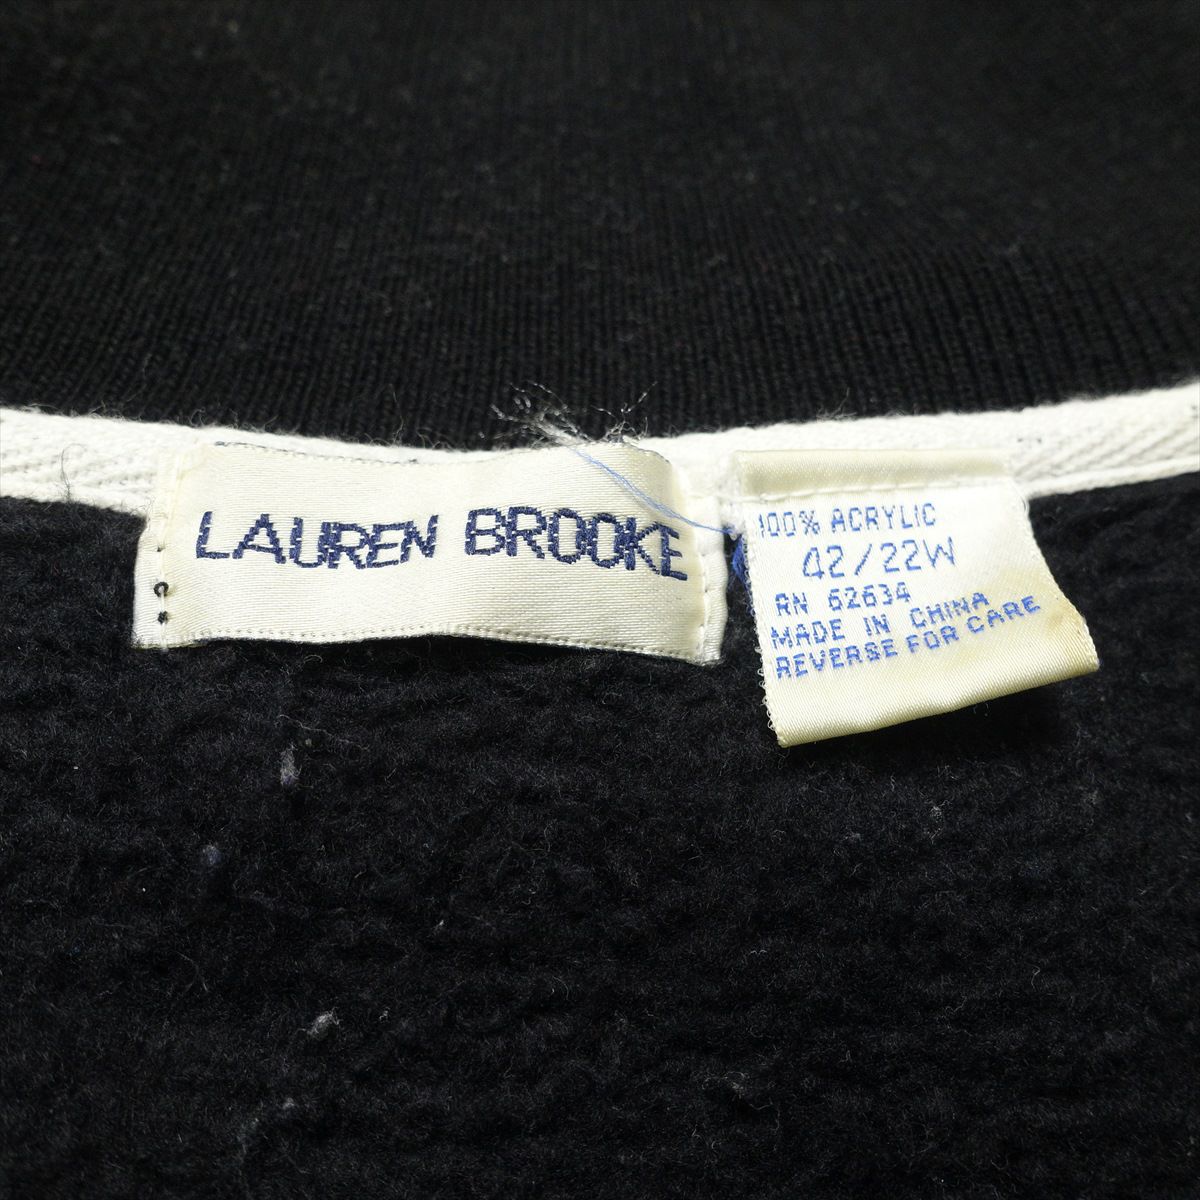 LAUREN BROOKE
100% ACRYLIC
42/22W
RN 62634
MADE IN CHINA
REVERSE FOR CARE